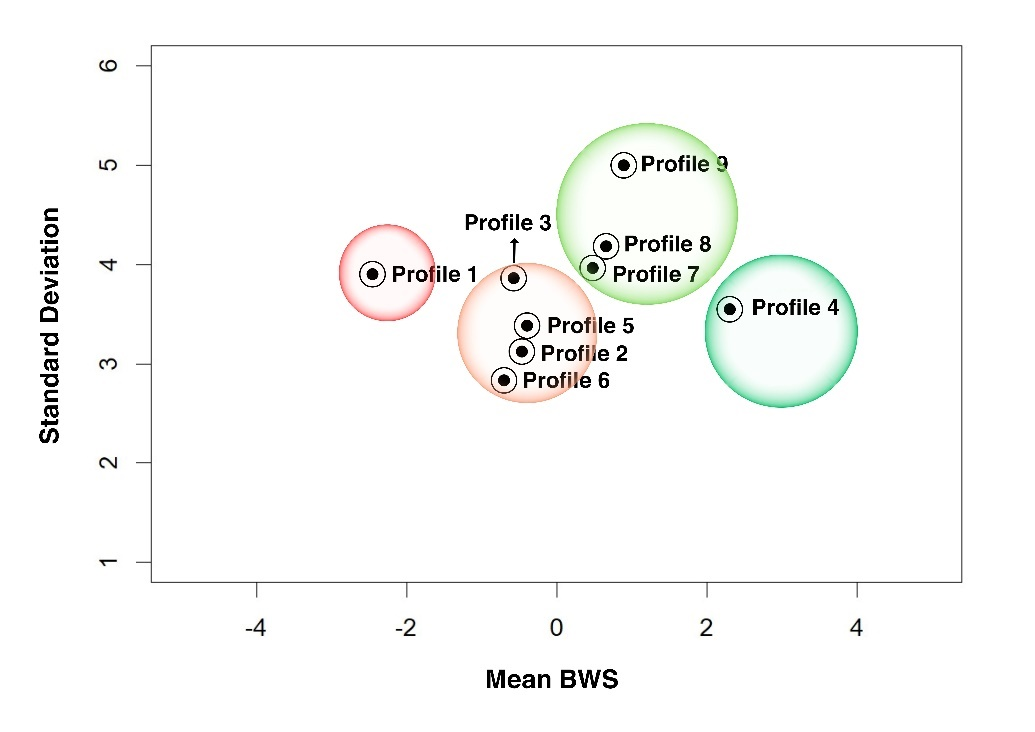 6
5
4
3
2
1
Standard Deviation
Profile 9
Profile 3
Profile 8
Profile 1
Profile 7
Profile 4
Profile 5
Profile 2
Profile 6
-4 -2 0 2 4
Mean BWS